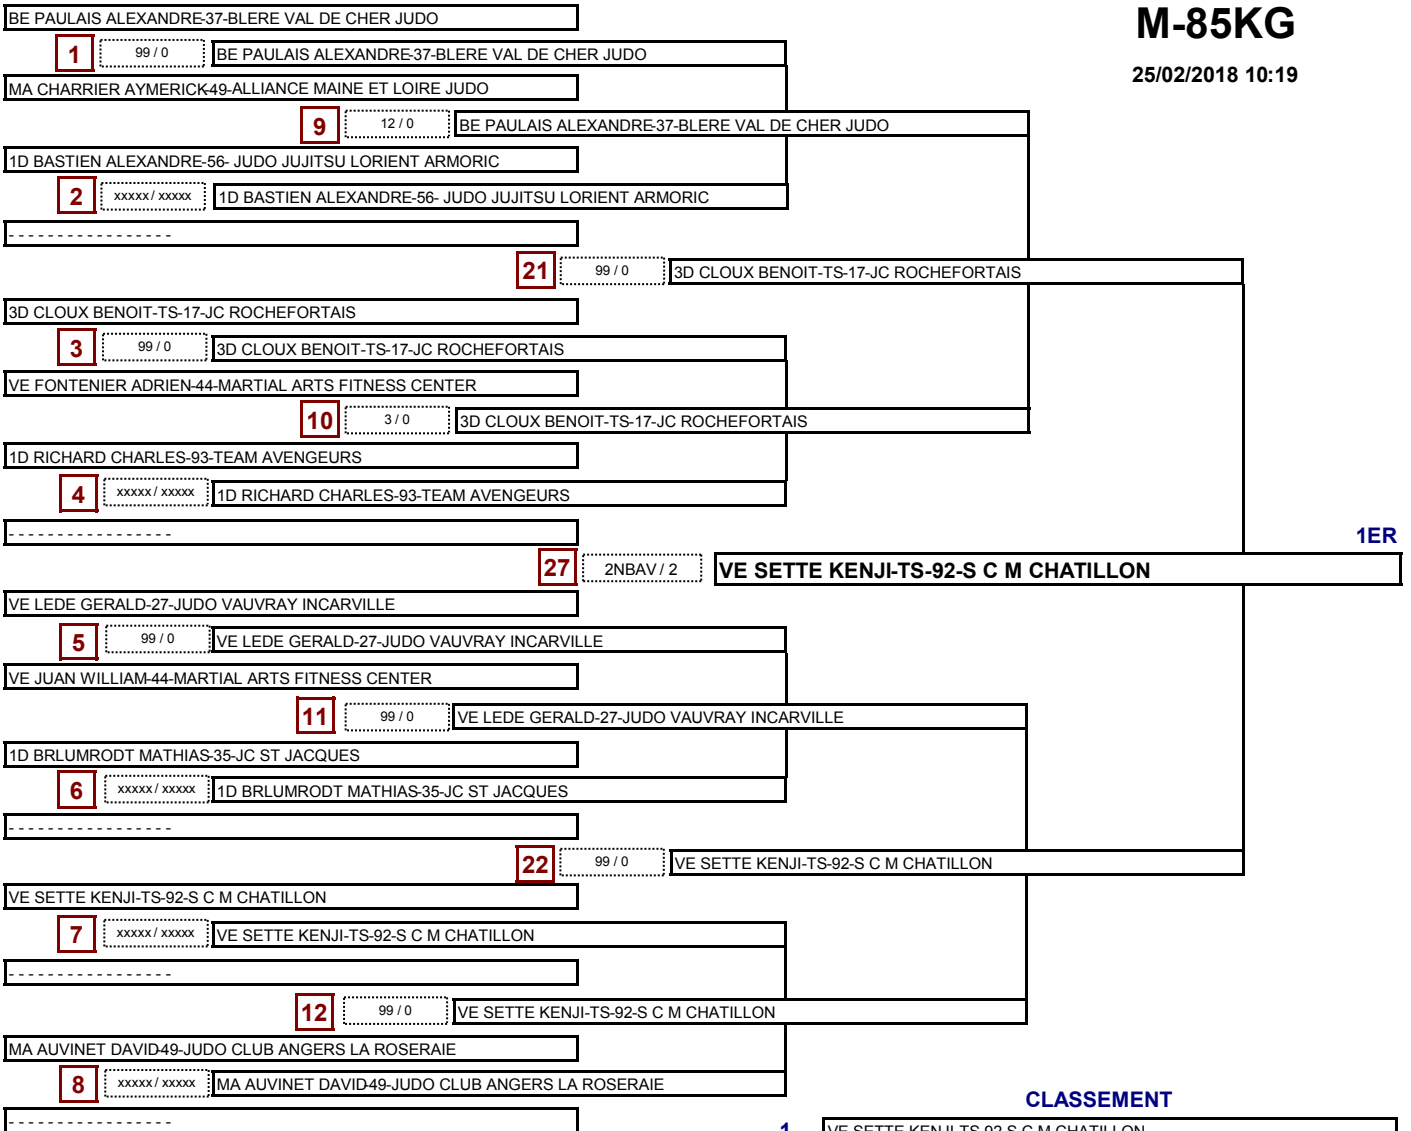 BE PAULAIS ALEXANDRE-37-BLERE VAL DE CHER JUDO
M-85KG
1 99 / 0 BE PAULAIS ALEXANDRE-37-BLERE VAL DE CHER JUDO
25/02/2018 10:19
MA CHARRIER AYMERICK-49-ALLIANCE MAINE ET LOIRE JUDO
9 12 / 0 BE PAULAIS ALEXANDRE-37-BLERE VAL DE CHER JUDO
1D BASTIEN ALEXANDRE-56- JUDO JUJITSU LORIENT ARMORIC
2 xxxxx / xxxxx 1D BASTIEN ALEXANDRE-56- JUDO JUJITSU LORIENT ARMORIC
- - - - - - - - - - - - - - - - -
21 99 / 0 3D CLOUX BENOIT-TS-17-JC ROCHEFORTAIS
3D CLOUX BENOIT-TS-17-JC ROCHEFORTAIS
3 99 / 0 3D CLOUX BENOIT-TS-17-JC ROCHEFORTAIS
VE FONTENIER ADRIEN-44-MARTIAL ARTS FITNESS CENTER
10 3 / 0 3D CLOUX BENOIT-TS-17-JC ROCHEFORTAIS
1D RICHARD CHARLES-93-TEAM AVENGEURS
4 xxxxx / xxxxx 1D RICHARD CHARLES-93-TEAM AVENGEURS
- - - - - - - - - - - - - - - - -
1ER
27 2NBAV / 2 VE SETTE KENJI-TS-92-S C M CHATILLON
VE LEDE GERALD-27-JUDO VAUVRAY INCARVILLE
5 99 / 0 VE LEDE GERALD-27-JUDO VAUVRAY INCARVILLE
VE JUAN WILLIAM-44-MARTIAL ARTS FITNESS CENTER
11 99 / 0 VE LEDE GERALD-27-JUDO VAUVRAY INCARVILLE
1D BRLUMRODT MATHIAS-35-JC ST JACQUES
6 xxxxx / xxxxx 1D BRLUMRODT MATHIAS-35-JC ST JACQUES
- - - - - - - - - - - - - - - - -
22 99 / 0 VE SETTE KENJI-TS-92-S C M CHATILLON
VE SETTE KENJI-TS-92-S C M CHATILLON
7 xxxxx / xxxxx VE SETTE KENJI-TS-92-S C M CHATILLON
- - - - - - - - - - - - - - - - -
12 99 / 0 VE SETTE KENJI-TS-92-S C M CHATILLON
MA AUVINET DAVID-49-JUDO CLUB ANGERS LA ROSERAIE
8 xxxxx / xxxxx MA AUVINET DAVID-49-JUDO CLUB ANGERS LA ROSERAIE
CLASSEMENT
- - - - - - - - - - - - - - - - -
1 VE SETTE KENJI-TS-92-S C M CHATILLON